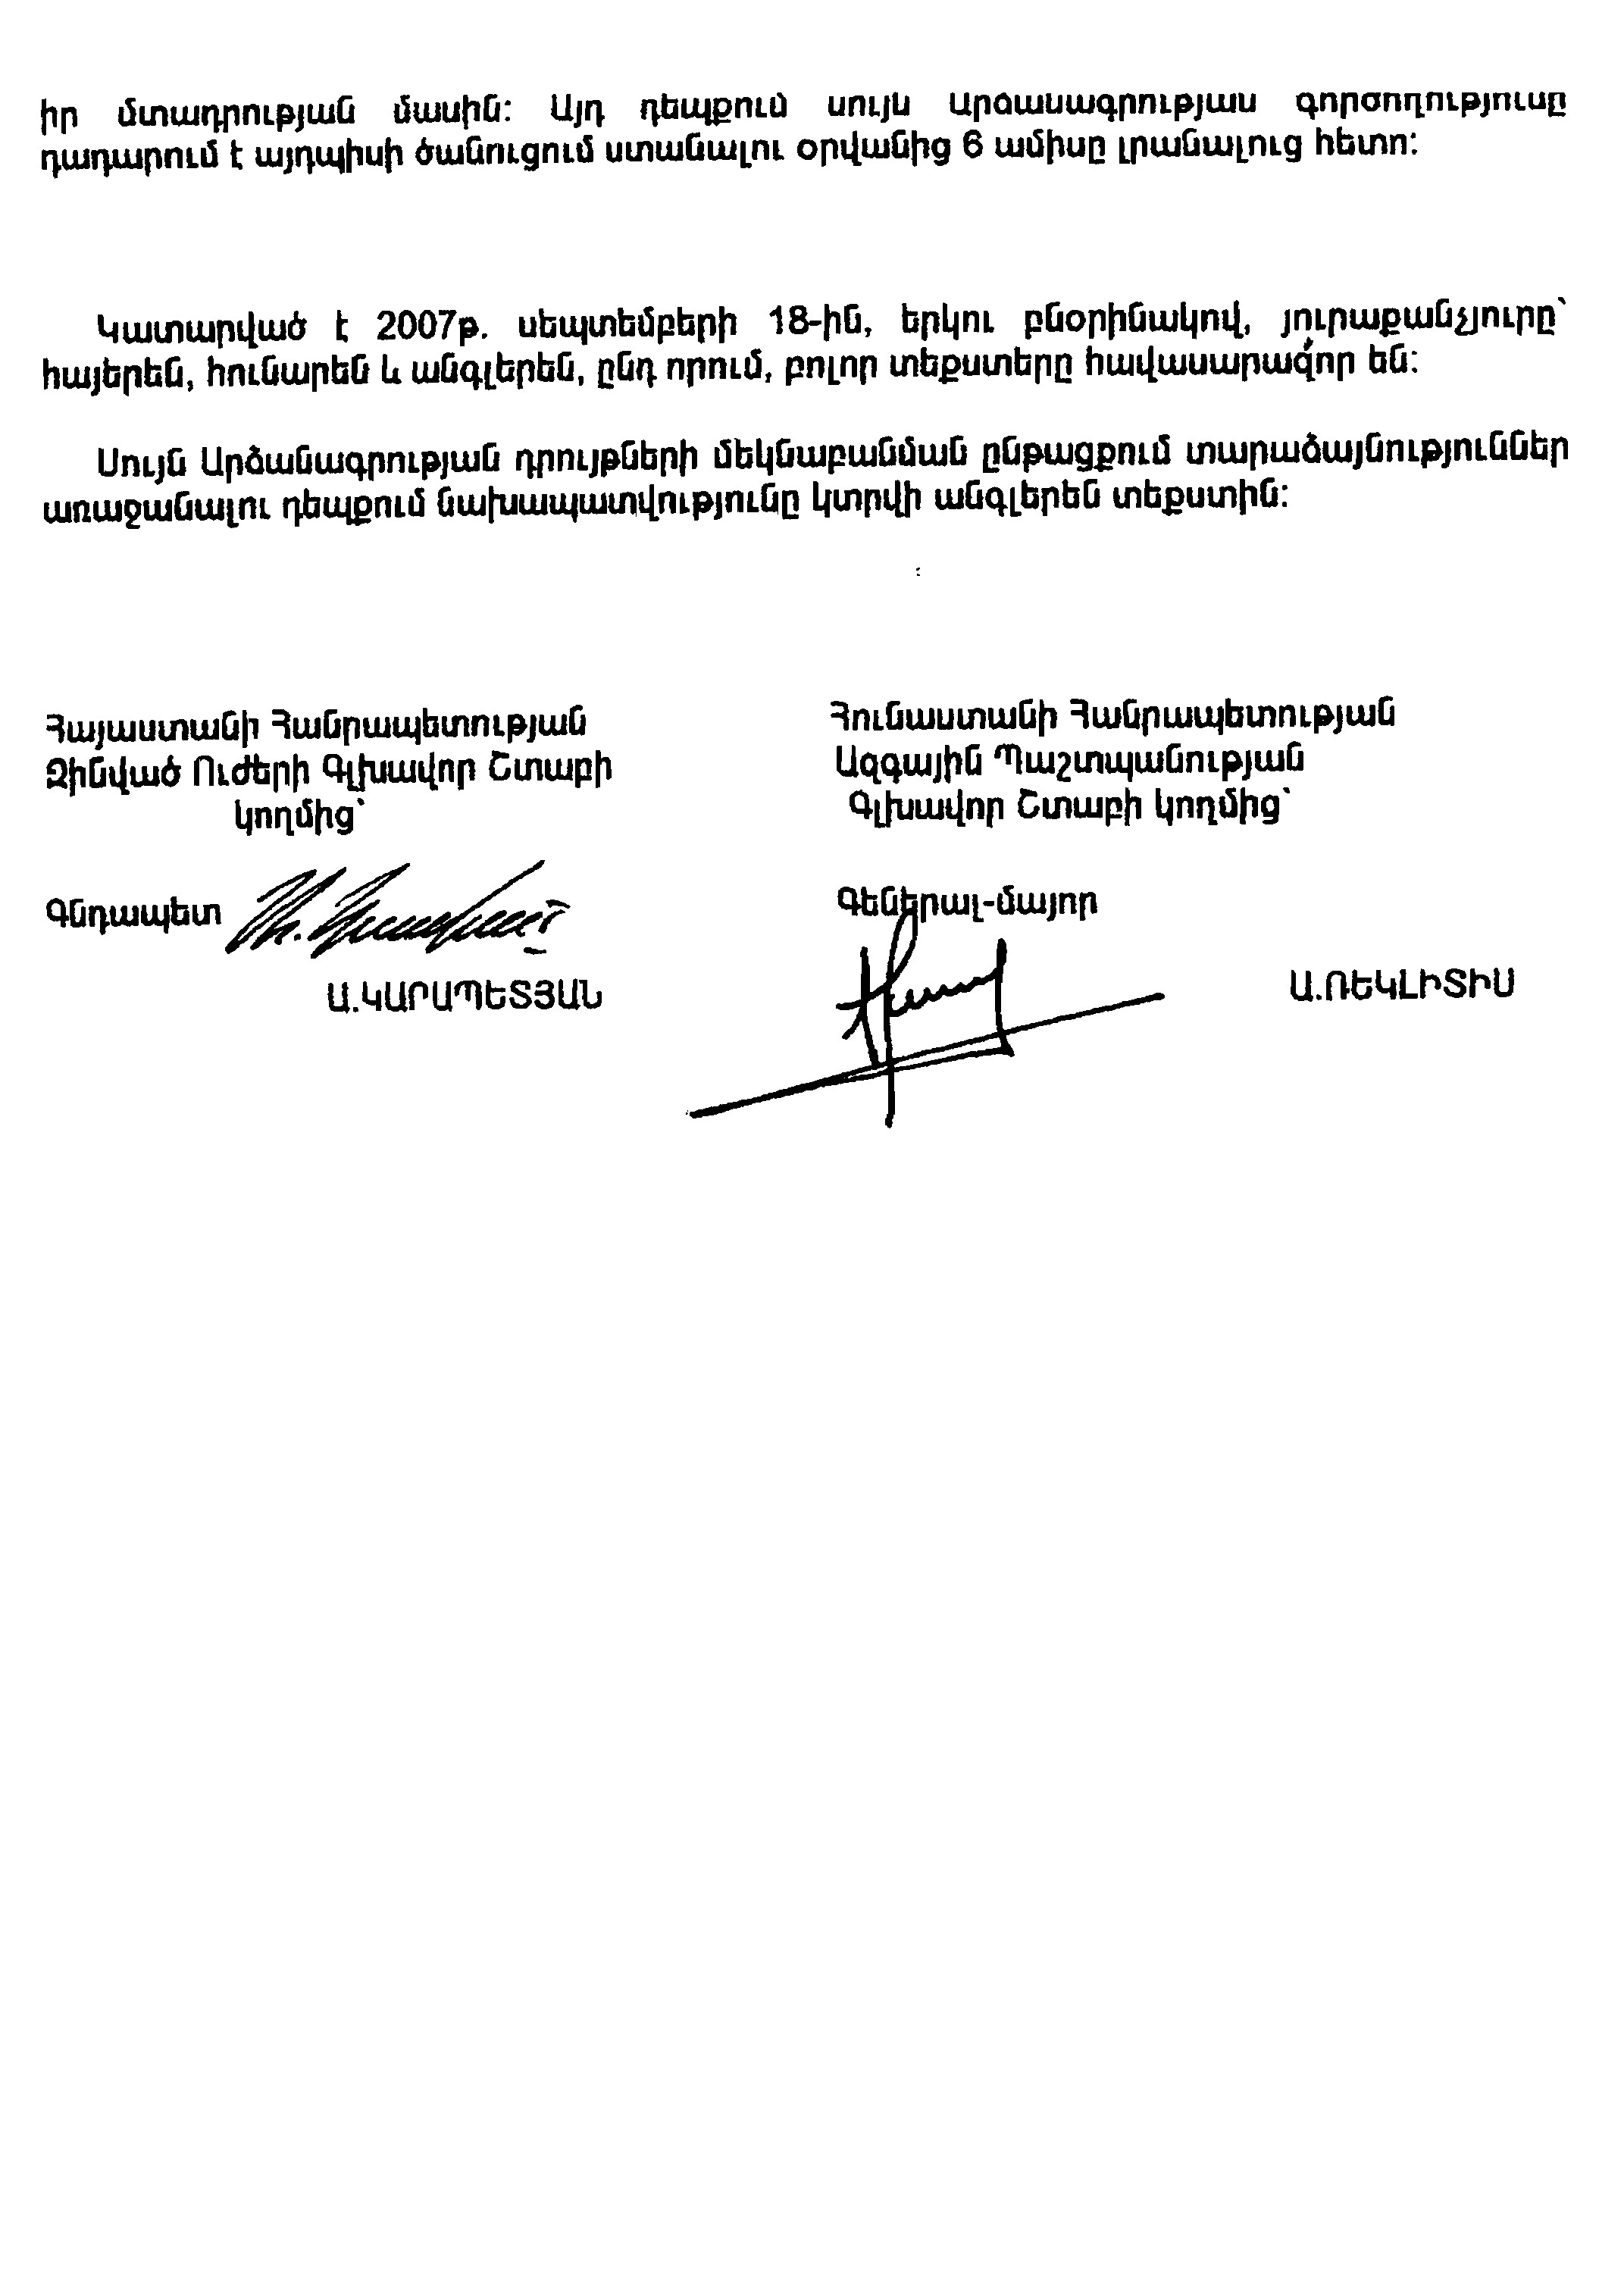 իր մտադրության մասին: Այդ դեպքում սույն Արձանագրության գործողությունը
դադարում է այդպիսի ծանուցում ստանալու օրվանից 6 ամիսը լրանալուց հետո:
Կատարված է 2007թ. սեպտեմբերի 18-ին, երկու բնօրինակով, յուրաքանչյուրը՝
հայերեն, հունարեն և անգլերեն, ընդ որում, բոլոր տեքստերը հավասարազոր են:
Սույն Արձանագրության դրույթների մեկնաբանման ընթացքում տարաձայնություններ
առաջանալու դեպքում նախապատվությունը կտրվի անգլերեն տեքստին:
Հայաստանի Հանրապետության
Զինված Ուժերի Գլխավոր Շտաբի
կողմից՝
Գնդապետ
Ա.ԿԱՐԱՊԵՏՅԱՆ
Հունաստանի Հանրապետության
Ազգային Պաշտպանության
Գլխավոր Շտաբի կողմից՝
Գեներալ-մայոր
Ա.ՌԵԿԼԻՏԻՍ